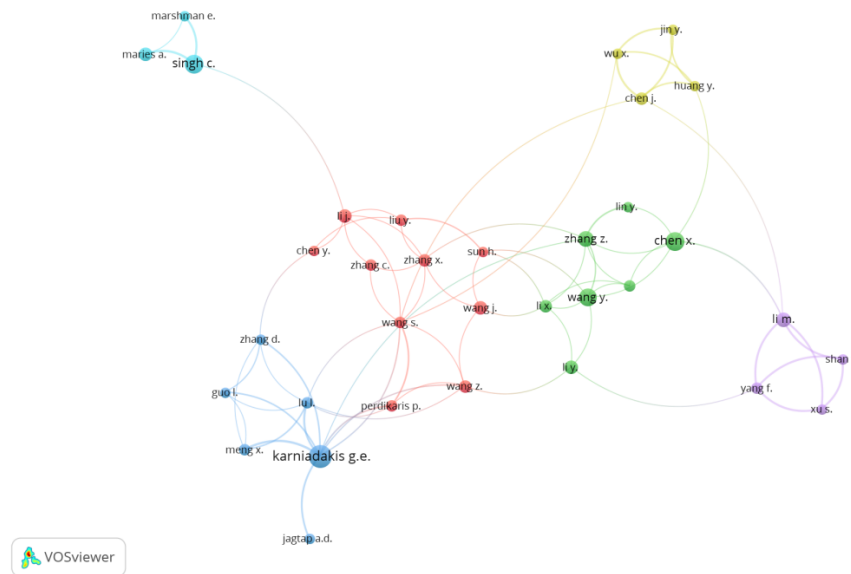 marshman e.
maries a.
singh c.
jin y.
wu x.
huang y.
chen j.
li j.
liu y.
lin y.
chen y.
zhang c.
zhang x.
sun h.
zhang z.
chen x.
wang y.
li x.
wang j.
wang s.
li m.
zhang d.
shan
li y.
guo l.
lu l.
perdikaris p.
wang z.
yang f.
xu s.
meng x.
karniadakis g.e.
jagtap a.d.
VOSviewer